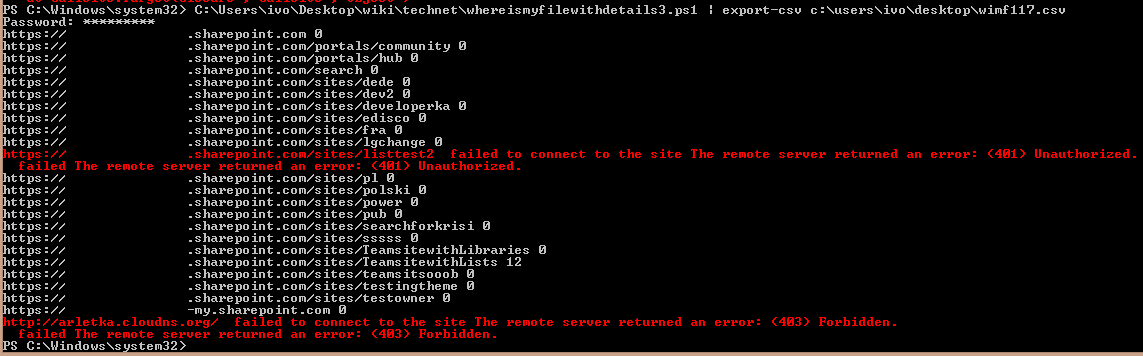 PS C:\Windows\system32> C:\Users\ivo\Desktop\wiki\technet\whereismyfilewithdetails3.ps1 | export-csv c:\users\ivo\desktop\wimf117.csv
Password: *********
https:// .sharepoint.com 0
https:// .sharepoint.com/portals/community 0
https:// .sharepoint.com/portals/hub 0
https:// .sharepoint.com/search 0
https:// .sharepoint.com/sites/dede 0
https:// .sharepoint.com/sites/dev2 0
https:// .sharepoint.com/sites/developerka 0
https:// .sharepoint.com/sites/edisco 0
https:// .sharepoint.com/sites/fra 0
https:// .sharepoint.com/sites/lgchange 0
https:// .sharepoint.com/sites/listtest2  failed to connect to the site The remote server returned an error: (401) Unauthorized.
failed The remote server returned an error: (401) Unauthorized.
https:// .sharepoint.com/sites/pl 0
https:// .sharepoint.com/sites/polski 0
https:// .sharepoint.com/sites/power 0
https:// .sharepoint.com/sites/pub 0
https:// .sharepoint.com/sites/searchforkrisi 0
https:// .sharepoint.com/sites/sssss 0
https:// .sharepoint.com/sites/TeamsitewithLibraries 0
https:// .sharepoint.com/sites/TeamsitewithLists 12
https:// .sharepoint.com/sites/teamsitsooob 0
https:// .sharepoint.com/sites/testingtheme 0
https:// .sharepoint.com/sites/testowner 0
https:// -my.sharepoint.com 0
http://arletka.cloudns.org/  failed to connect to the site The remote server returned an error: (403) Forbidden.
failed The remote server returned an error: (403) Forbidden.
PS C:\Windows\system32>